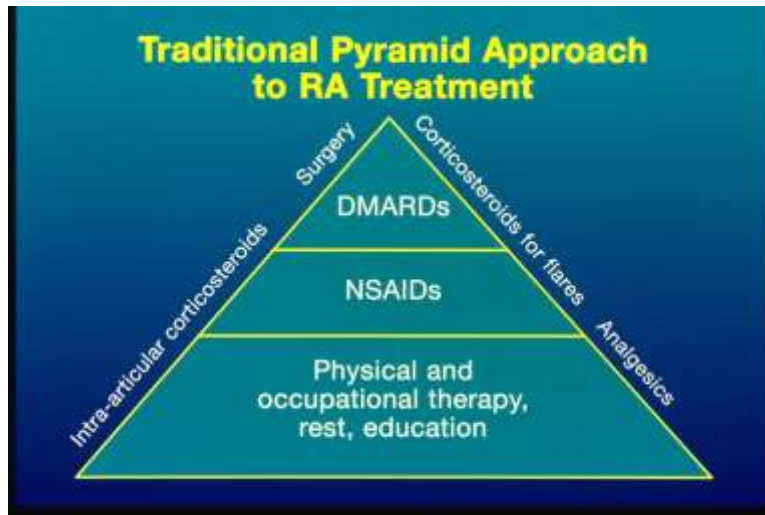 Traditional Pyramid Approach
to RA Treatment
Surgery
Corticosteroids for flares
DMARDs
Intra-articular corticosteroids
NSAIDs
Analgesics
Physical and
occupational therapy,
rest, education